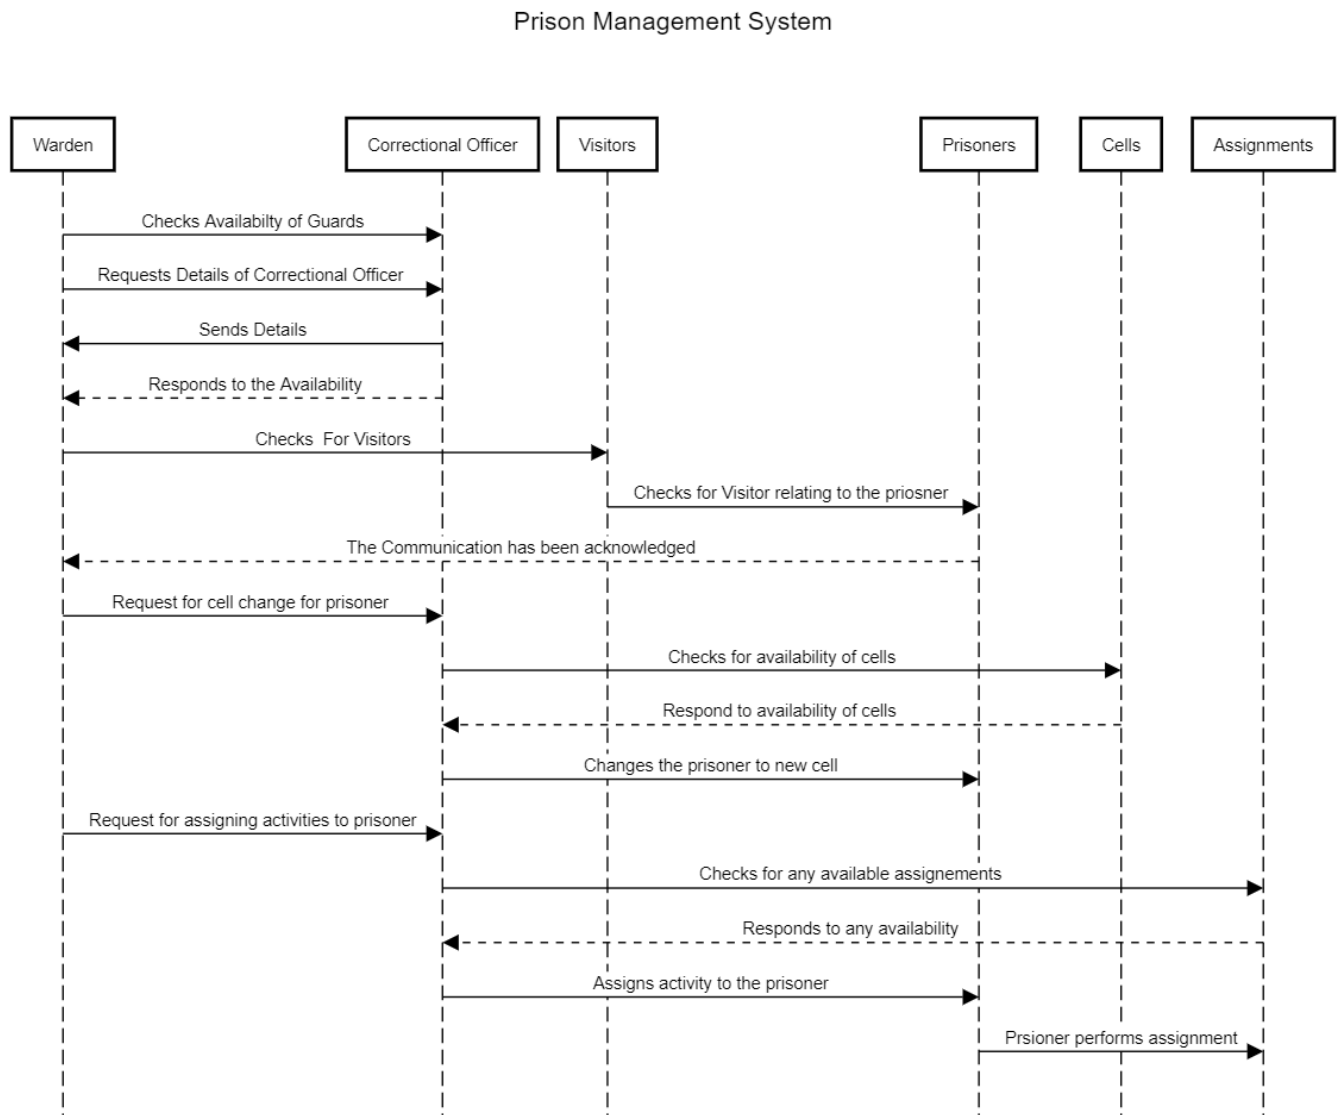 Prison Management System
Warden
Correctional Officer
Visitors
Prisoners
Cells
Assignments
Checks Availabilty of Guards
Requests Details of Correctional Officer
Sends Details
Responds to the Availability
Checks  For Visitors
Checks for Visitor relating to the priosner
The Communication has been acknowledged
Request for cell change for prisoner
Checks for availability of cells
Respond to availability of cells
Changes the prisoner to new cell
Request for assigning activities to prisoner
Checks for any available assignements
Responds to any availability
Assigns activity to the prisoner
Prsioner performs assignment